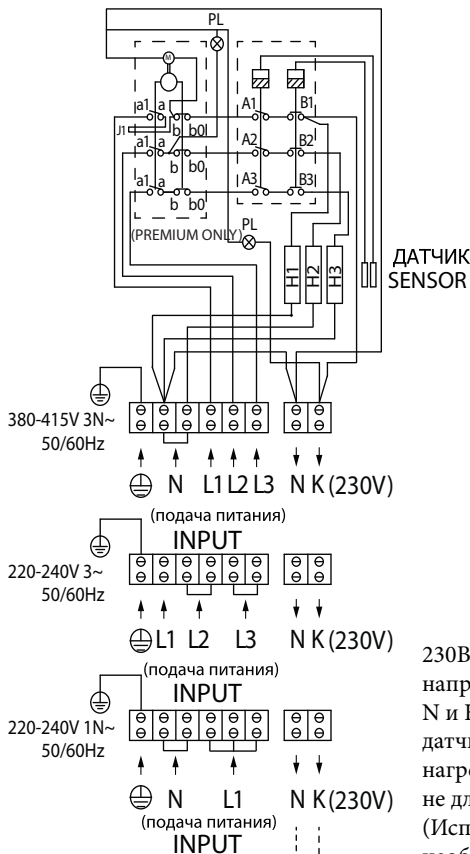 PL
M
a1 a
A1
B1
J1
b b0
a1 a
A2
B2
b b0
a1 a
A3
B3
b b0
(PREMIUM ONLY)
PL
H1 H2 H3
ДАТЧИК
SENSOR
380-415V 3N~
50/60Hz
N L1 L2 L3 N K (230V)
(подача питания)
INPUT
220-240V 3~
50/60Hz
L1 L2 L3 N K (230V)
(подача питания)
INPUT
220-240V 1N~
50/60Hz
N L1 N K (230V)
(подача питания)
INPUT
230В
напр
N и
датчи
нагро
не дл
(Исп